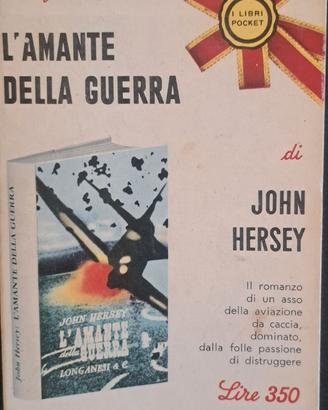 I LIBRI
POCKET
L'AMANTE
DELLA GUERRA
di
JOHN
HERSEY
Il romanzo
di un asso
della aviazione
da caccia,
dominato,
dalla folle passione
di distruggere
Lire 350
John Hersey: L'AMANTE DELLA GUERRA
JOHN HERSEY
L'AMANTE
della
GUERRA
LONGANESI & C.